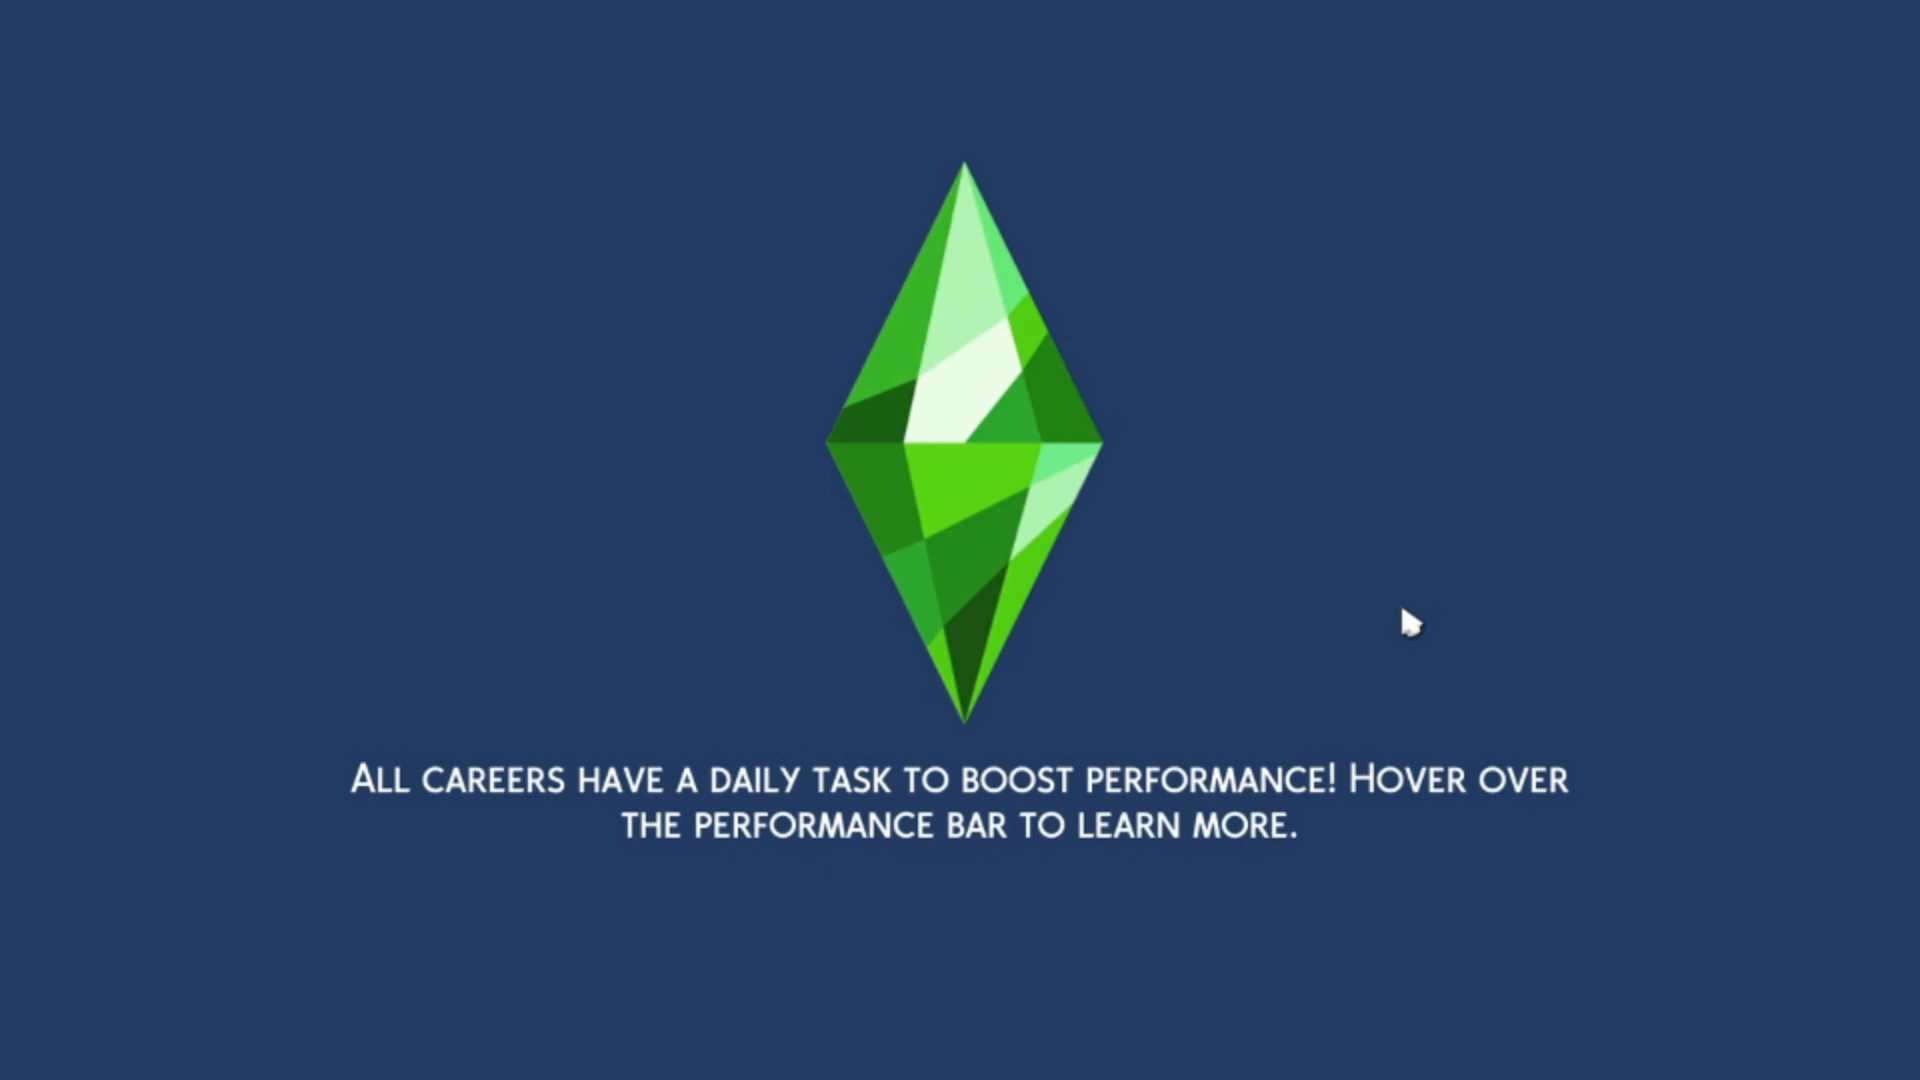 All careers have a daily task to boost performance! Hover over
the performance bar to learn more.